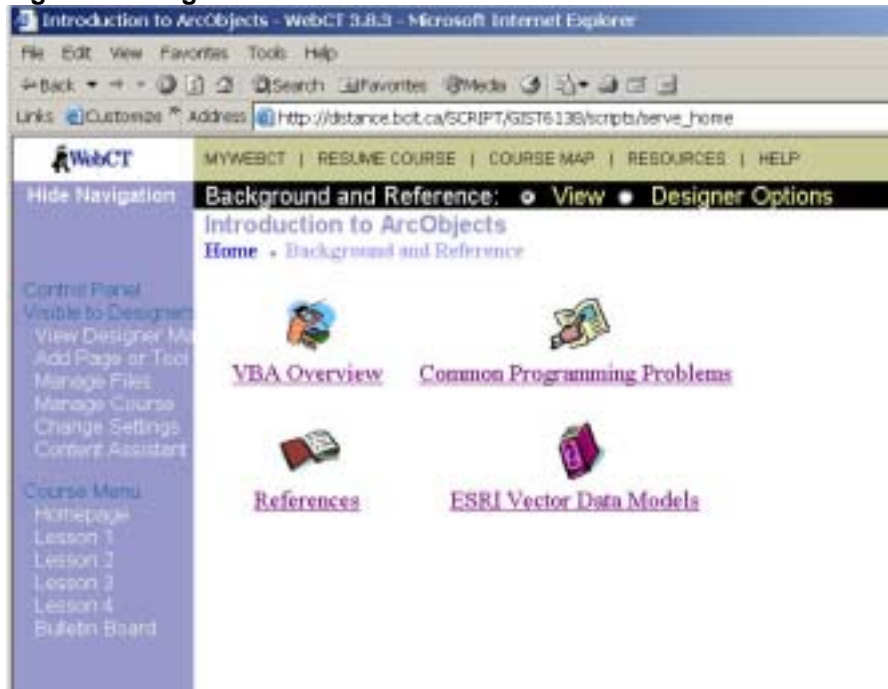 Introduction to ArcObjects - WebCT 3.8.3 - Microsoft Internet Explorer
File Edit View Favorites Tools Help
Back Search Favorites Media
Links Customize Address http://distance.bcit.ca/SCRIPT/GIST6138/scripts/serve_home
WebCT MYWEBCT | RESUME COURSE | COURSE MAP | RESOURCES | HELP
Hide Navigation Background and Reference: View Designer Options
Introduction to ArcObjects
Home Background and Reference
Control Panel
Visible to Designers
View Designer Ma
Add Page or Tool
Manage Files
Manage Course
Change Settings
Content Assistant
VBA Overview Common Programming Problems
References ESRI Vector Data Models
Course Menu
Homepage
Lesson 1
Lesson 2
Lesson 3
Lesson 4
Bulletin Board